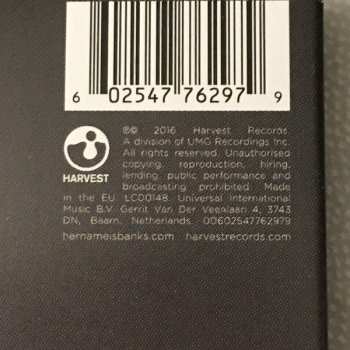 6 02547 76297 9
℗© 2016 Harvest Records.
A division of UMG Recordings Inc.
All rights reserved. Unauthorised
copying, reproduction, hiring,
lending, public performance and
broadcasting prohibited. Made
in the EU. LC00148. Universal International
Music B.V. Gerrit Van Der Veenlaan 4, 3743
DN, Baarn, Netherlands. 00602547762979
hernameisbanks.com harvestrecords.com
HARVEST